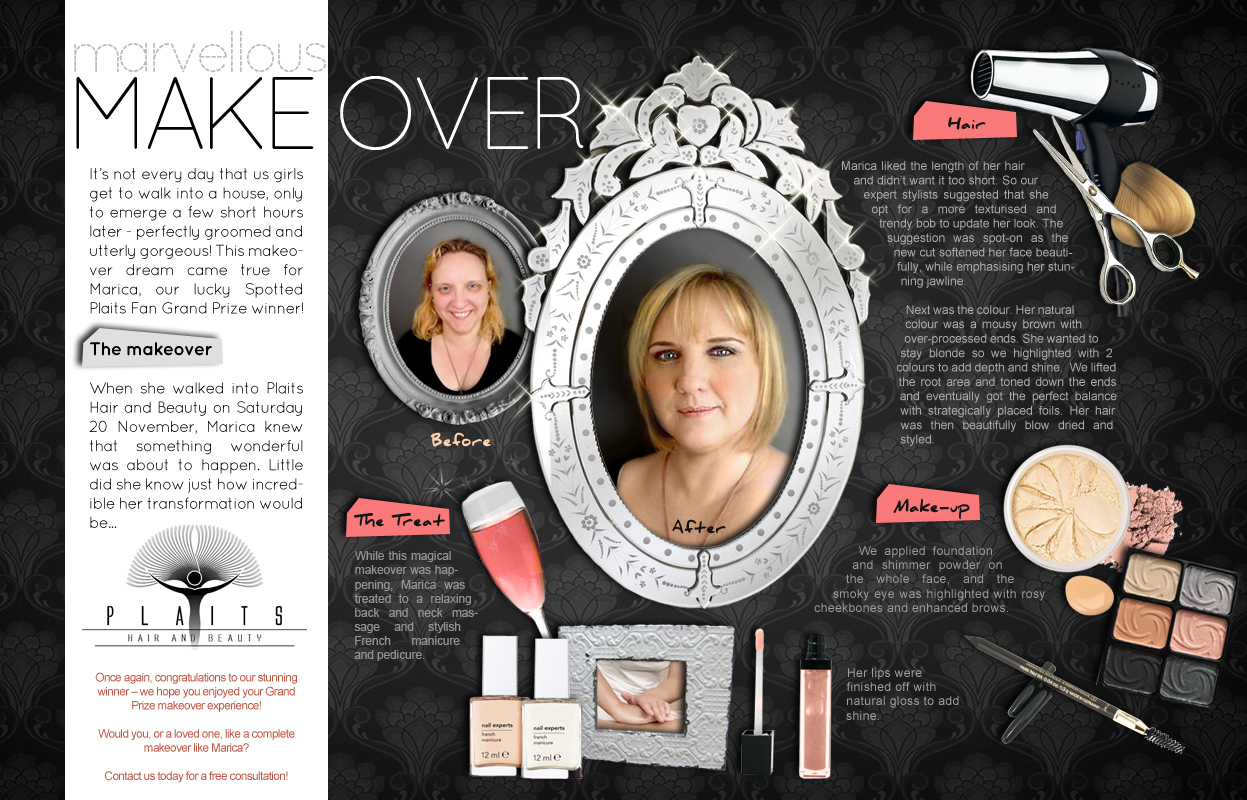 marvellous
MAKE OVER
It's not every day that us girls
get to walk into a house, only
to emerge a few short hours
later - perfectly groomed and
utterly gorgeous! This makeo-
ver dream came true for
Marica, our lucky Spotted
Plaits Fan Grand Prize winner!
The makeover
When she walked into Plaits
Hair and Beauty on Saturday
20 November, Marica knew
that something wonderful
was about to happen. Little
did she know just how incred-
ible her transformation would
be...
PLAITS
HAIR AND BEAUTY
Once again, congratulations to our stunning
winner – we hope you enjoyed your Grand
Prize makeover experience!
Would you, or a loved one, like a complete
makeover like Marica?
Contact us today for a free consultation!
Before
After
The Treat
While this magical
makeover was hap-
pening, Marica was
treated to a relaxing
back and neck mas-
sage and stylish
French manicure
and pedicure.
nail experts
french
manicure
12 ml e
nail experts
french
manicure
12 ml e
Hair
Marica liked the length of her hair
and didn't want it too short. So our
expert stylists suggested that she
opt for a more texturised and
trendy bob to update her look. The
suggestion was spot-on as the
new cut softened her face beauti-
fully, while emphasising her stun-
ning jawline.
Next was the colour. Her natural
colour was a mousy brown with
over-processed ends. She wanted to
stay blonde so we highlighted with 2
colours to add depth and shine. We lifted
the root area and toned down the ends
and eventually got the perfect balance
with strategically placed foils. Her hair
was then beautifully blow dried and
styled.
Make-up
We applied foundation
and shimmer powder on
the whole face, and the
smoky eye was highlighted with rosy
cheekbones and enhanced brows.
Her lips were
finished off with
natural gloss to add
shine.